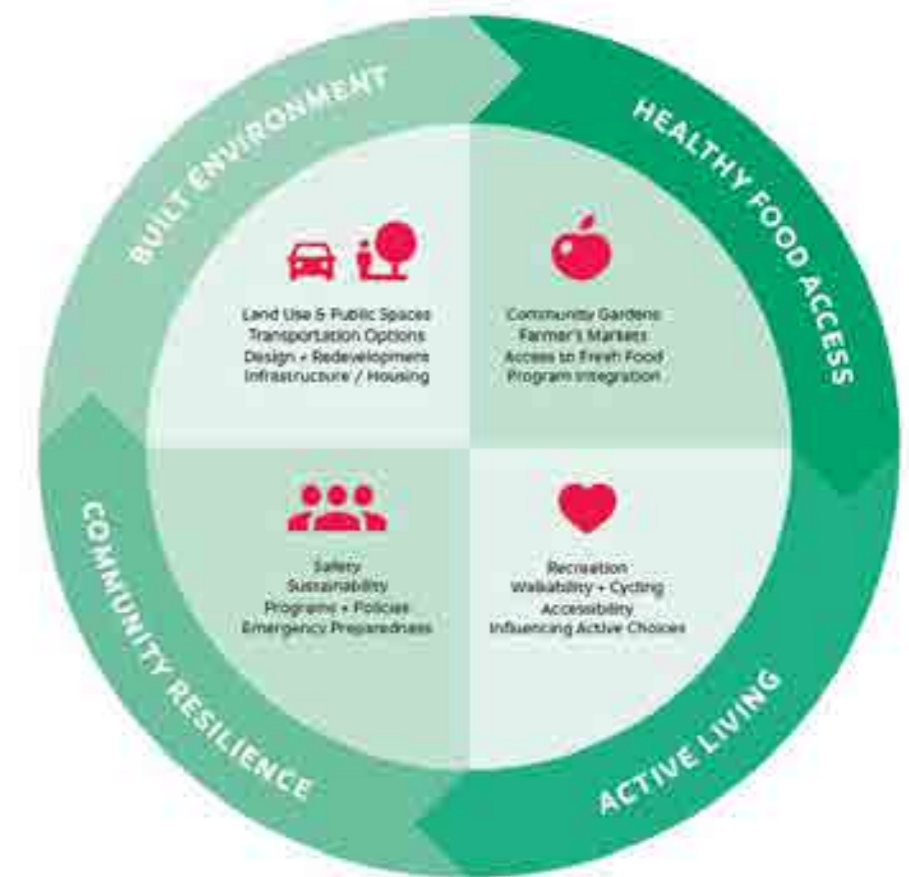 BUILT ENVIRONMENT
Land Use & Public Spaces
Transportation Options
Design + Redevelopment
Infrastructure / Housing
HEALTHY FOOD ACCESS
Community Gardens
Farmer's Markets
Access to Fresh Food
Program Integration
COMMUNITY RESILIENCE
Safety
Sustainability
Programs + Policies
Emergency Preparedness
ACTIVE LIVING
Recreation
Walkability + Cycling
Accessibility
Influencing Active Choices